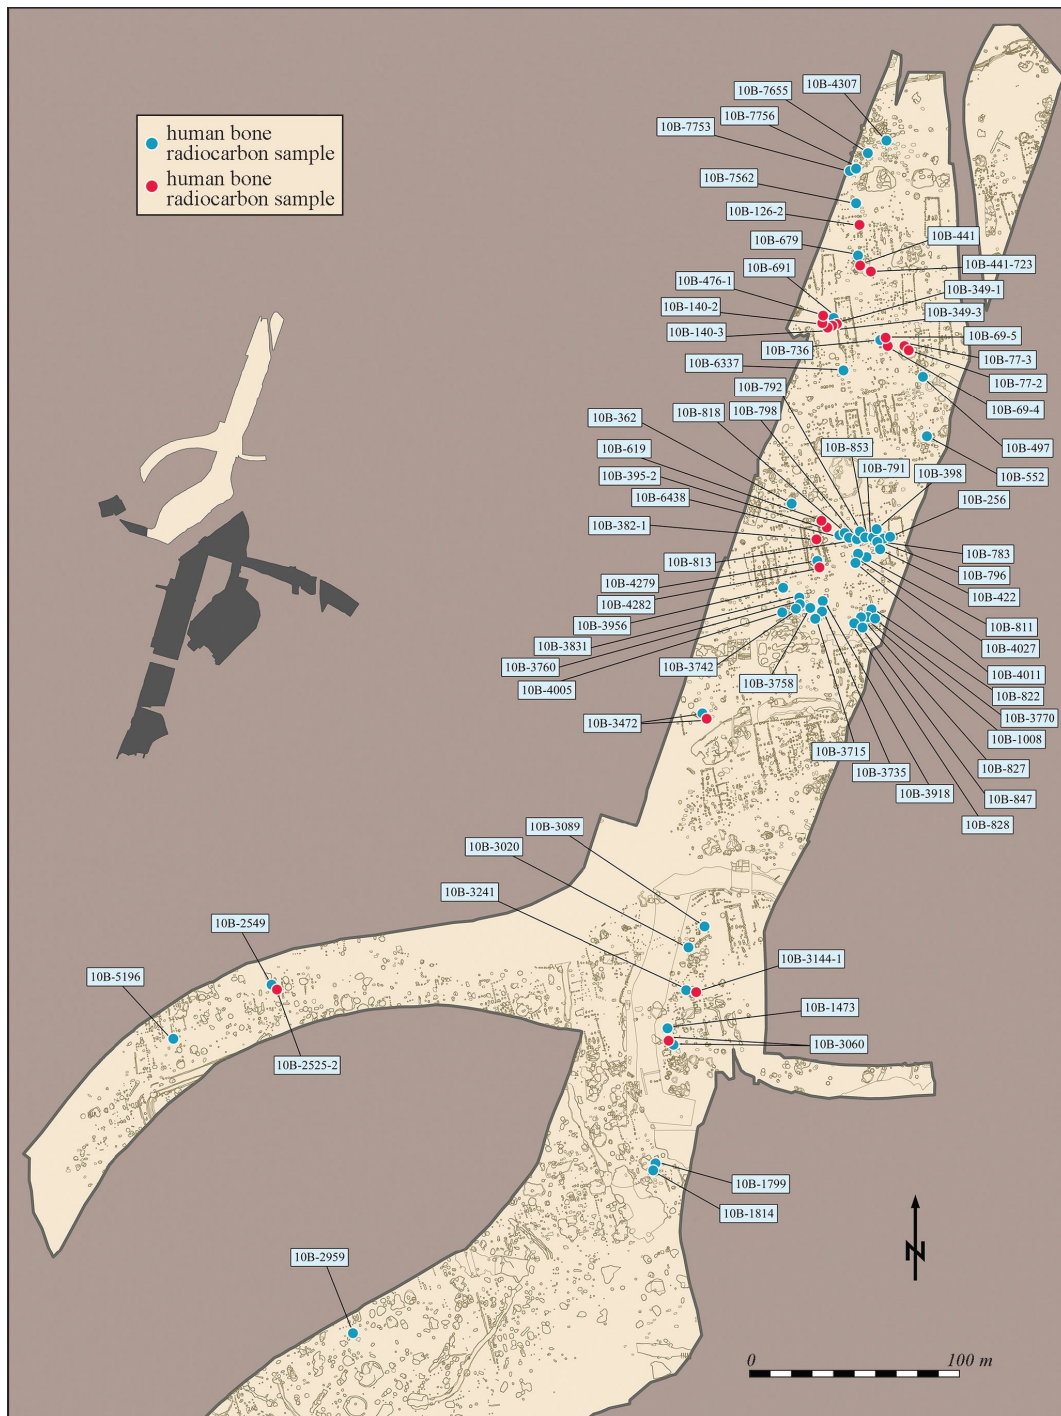 human bone
radiocarbon sample
human bone
radiocarbon sample
10B-4307
10B-7655
10B-7756
10B-7753
10B-7562
10B-126-2
10B-679
10B-441
10B-691
10B-441-723
10B-476-1
10B-349-1
10B-140-2
10B-349-3
10B-140-3
10B-69-5
10B-736
10B-77-3
10B-6337
10B-77-2
10B-792
10B-69-4
10B-362
10B-818
10B-798
10B-497
10B-619
10B-853
10B-791
10B-552
10B-395-2
10B-398
10B-6438
10B-256
10B-382-1
10B-783
10B-813
10B-796
10B-4279
10B-422
10B-4282
10B-3956
10B-811
10B-3831
10B-4027
10B-3760
10B-3742
10B-4011
10B-4005
10B-3758
10B-822
10B-3770
10B-3472
10B-1008
10B-3715
10B-827
10B-3735
10B-3918
10B-847
10B-828
10B-3089
10B-3020
10B-3241
10B-2549
10B-3144-1
10B-5196
10B-1473
10B-3060
10B-2525-2
10B-1799
10B-1814
10B-2959
N
0 100 m